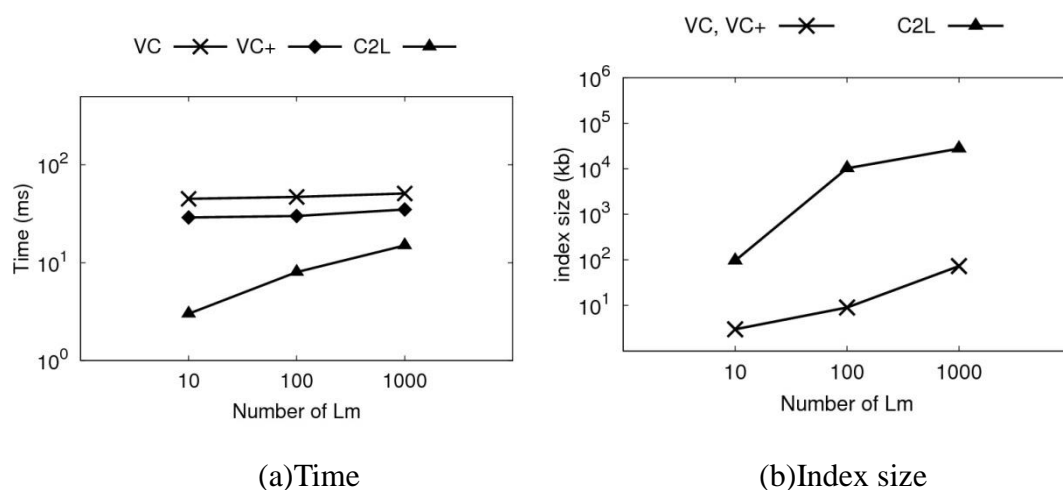 VC VC+ C2L
Time (ms)
10^2
10^1
10^0
10 100 1000
Number of Lm
(a)Time
VC, VC+ C2L
index size (kb)
10^6
10^5
10^4
10^3
10^2
10^1
10 100 1000
Number of Lm
(b)Index size